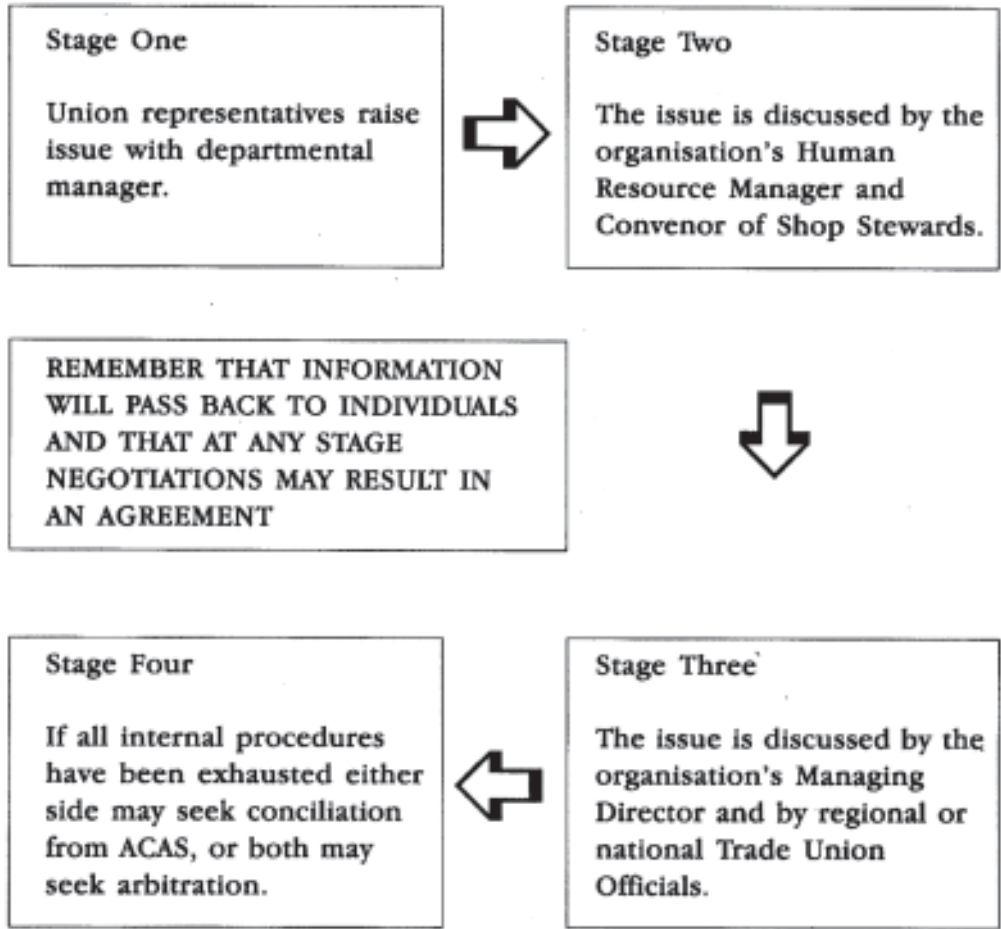 Stage One
Union representatives raise
issue with departmental
manager.
Stage Two
The issue is discussed by the
organisation's Human
Resource Manager and
Convenor of Shop Stewards.
REMEMBER THAT INFORMATION
WILL PASS BACK TO INDIVIDUALS
AND THAT AT ANY STAGE
NEGOTIATIONS MAY RESULT IN
AN AGREEMENT
Stage Three
The issue is discussed by the
organisation's Managing
Director and by regional or
national Trade Union
Officials.
Stage Four
If all internal procedures
have been exhausted either
side may seek conciliation
from ACAS, or both may
seek arbitration.